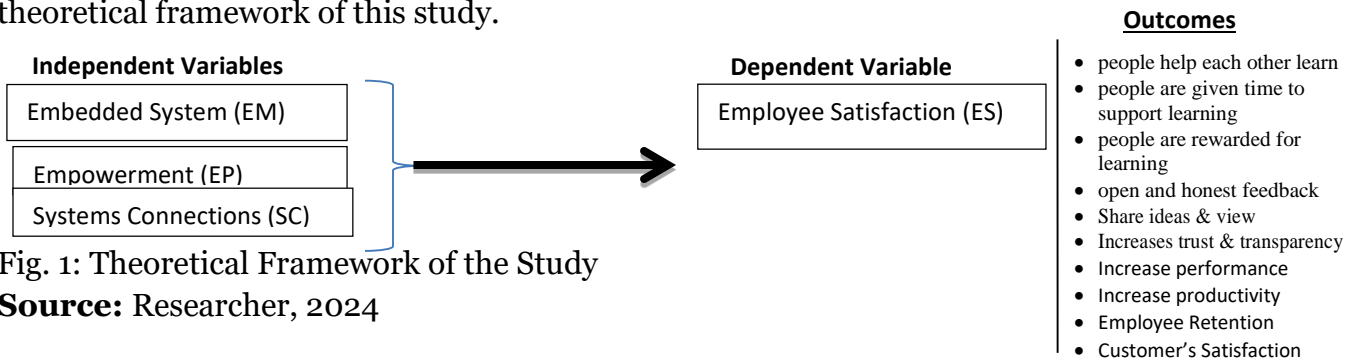 theoretical framework of this study.
Independent Variables
Embedded System (EM)
Empowerment (EP)
Systems Connections (SC)
Dependent Variable
Employee Satisfaction (ES)
Outcomes
• people help each other learn
• people are given time to
support learning
• people are rewarded for
learning
• open and honest feedback
• Share ideas & view
• Increases trust & transparency
• Increase performance
• Increase productivity
• Employee Retention
• Customer's Satisfaction
Fig. 1: Theoretical Framework of the Study
Source: Researcher, 2024